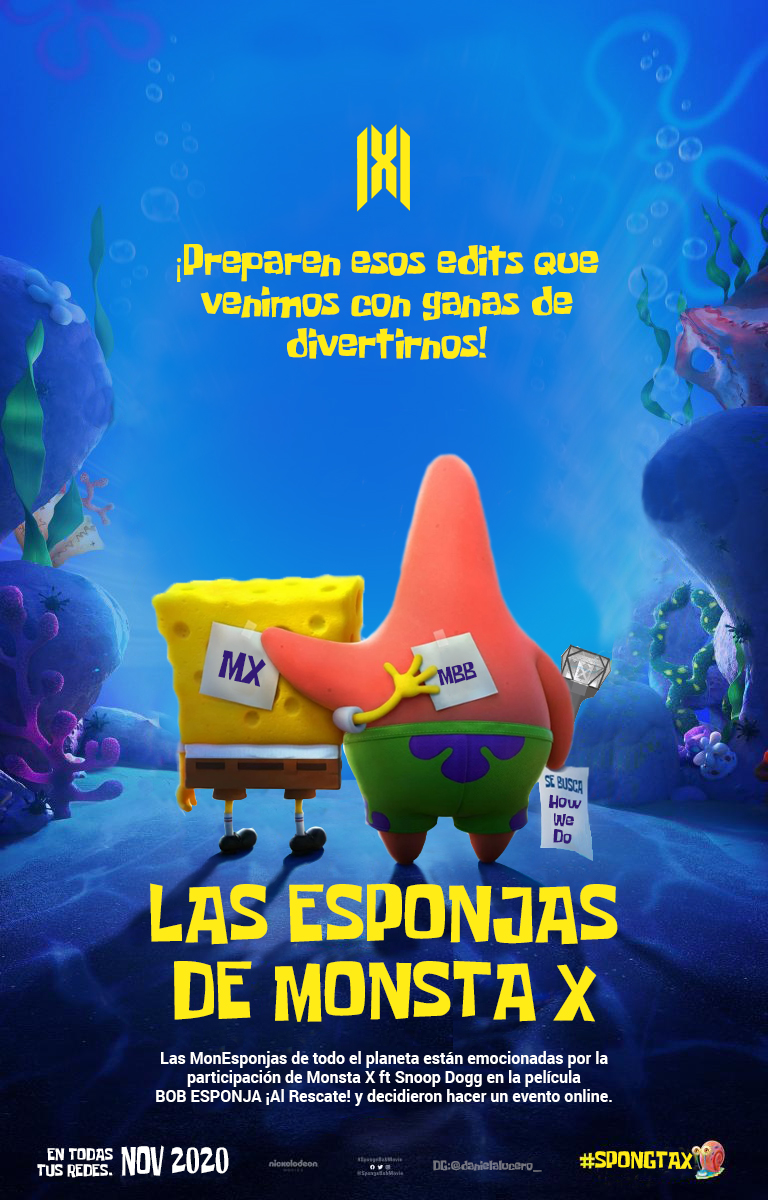 ¡Preparen esos edits que
venimos con ganas de
divertirnos!
MX
MBB
SE BUSCA
How
We
Do
LAS ESPONJAS
DE MONSTA X
Las MonEsponjas de todo el planeta están emocionadas por la
participación de Monsta X ft Snoop Dogg en la película
BOB ESPONJA ¡Al Rescate! y decidieron hacer un evento online.
EN TODAS
TUS REDES.
NOV 2020
nickelodeon
MOVIES
#SpongeBobMovie
@SpongeBobMovie
DG:@danielalucero_
#SPONGTAX